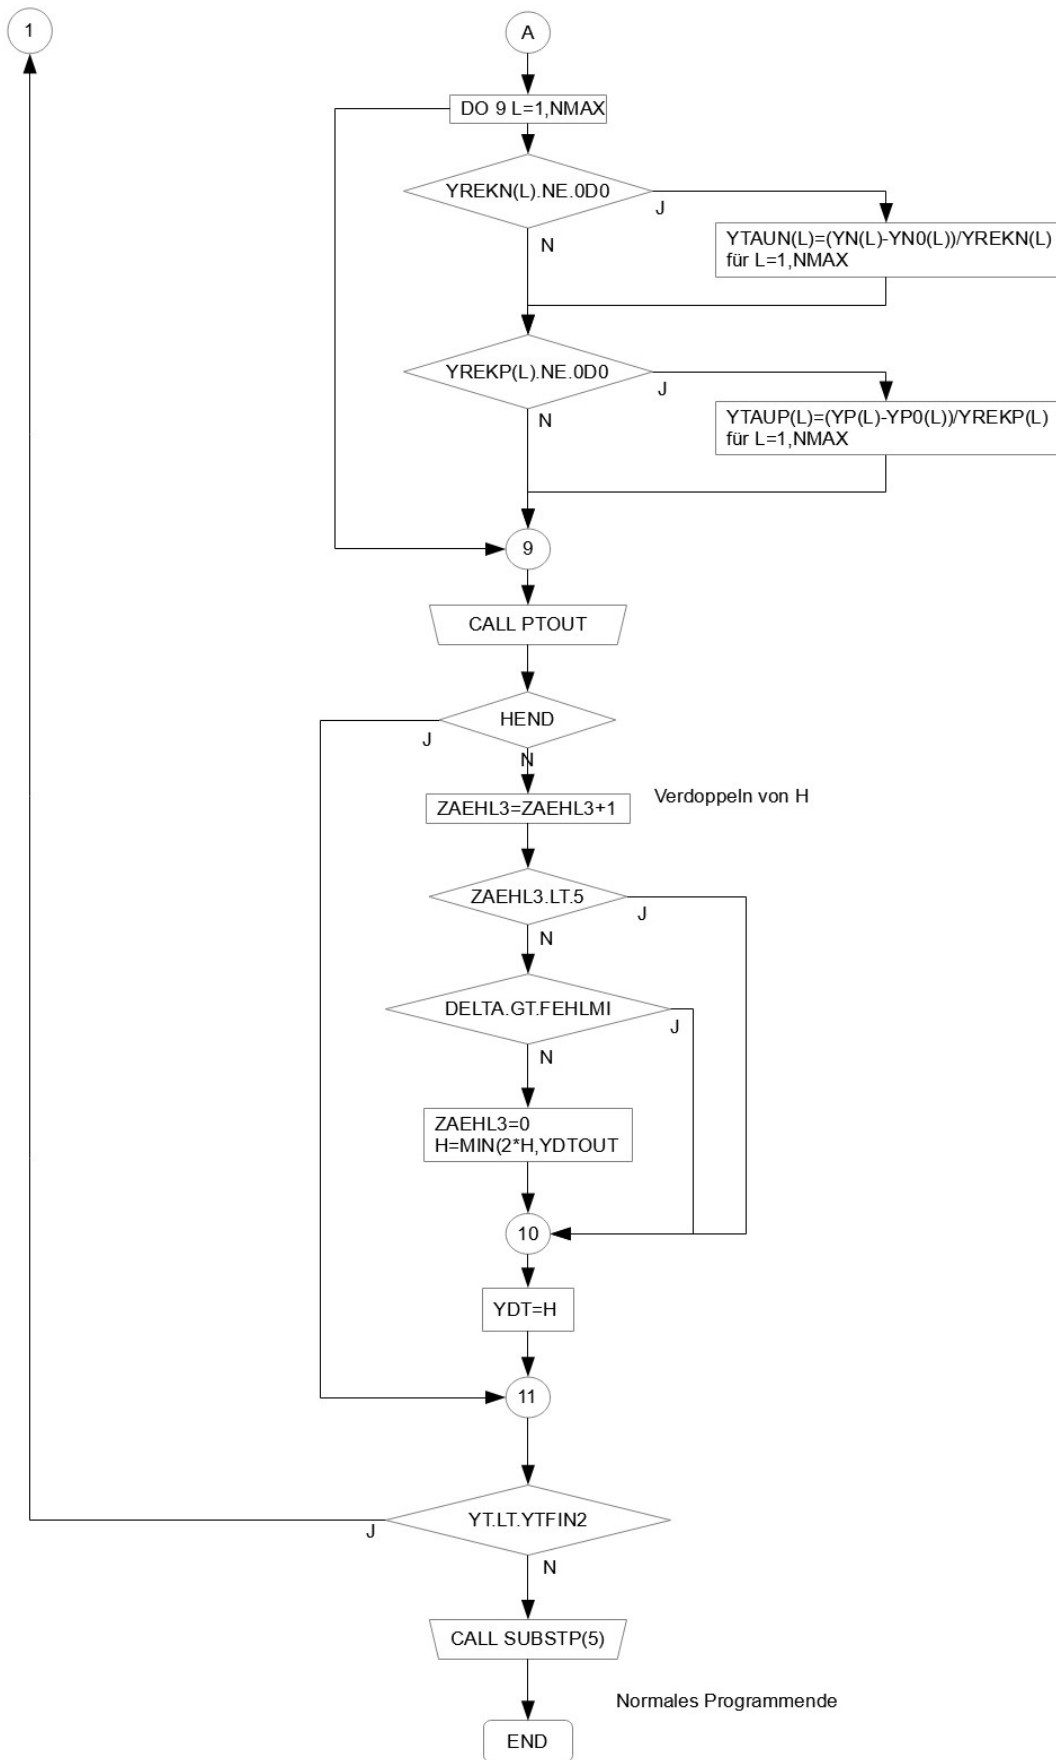 1
A
DO 9 L=1,NMAX
YREKN(L).NE.0D0
J
N
YTAUN(L)=(YN(L)-YN0(L))/YREKN(L)
für L=1,NMAX
YREKP(L).NE.0D0
J
N
YTAUP(L)=(YP(L)-YP0(L))/YREKP(L)
für L=1,NMAX
9
CALL PTOUT
HEND
J
N
Verdoppeln von H
ZAEHL3=ZAEHL3+1
ZAEHL3.LT.5
J
N
DELTA.GT.FEHLMI
J
N
ZAEHL3=0
H=MIN(2*H,YDTOUT
10
YDT=H
11
YT.LT.YTFIN2
J
N
CALL SUBSTP(5)
Normales Programmende
END